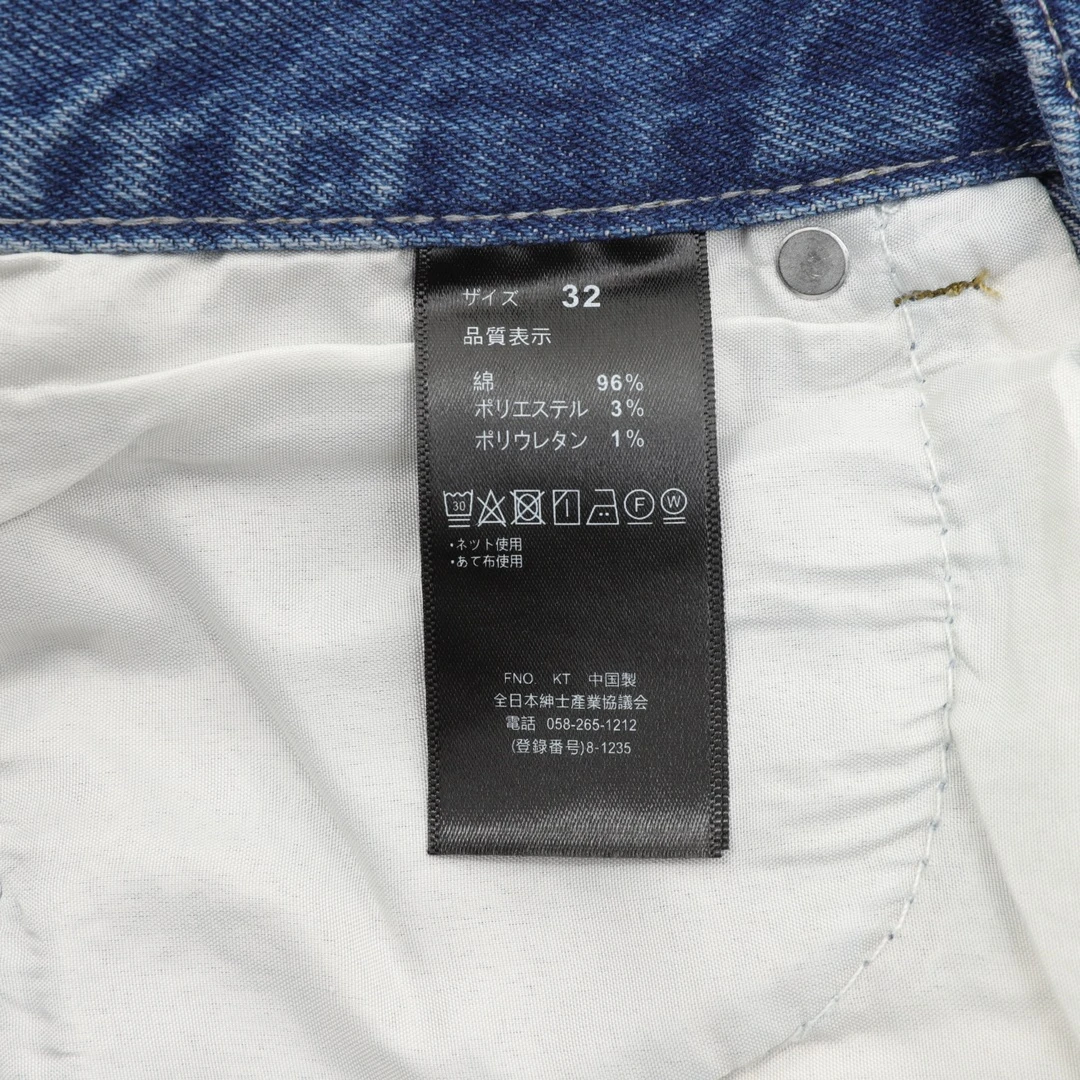 サイズ 32
品質表示
綿 96%
ポリエステル 3%
ポリウレタン 1%
30 F W
・ネット使用
・あて布使用
FNO. KT 中国製
全日本紳士產業協議会
電話 058-265-1212
(登録番号)8-1235